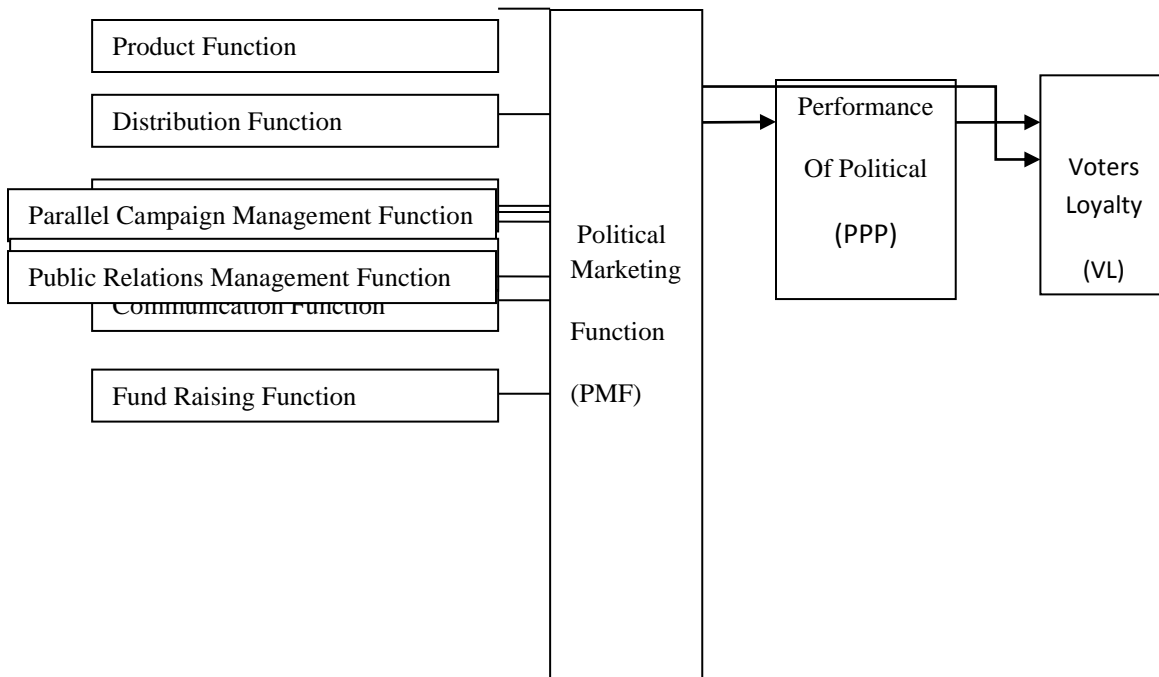 Product Function
Distribution Function
Parallel Campaign Management Function
Public Relations Management Function
Communication Function
Fund Raising Function
Political
Marketing
Function
(PMF)
Performance
Of Political
(PPP)
Voters
Loyalty
(VL)